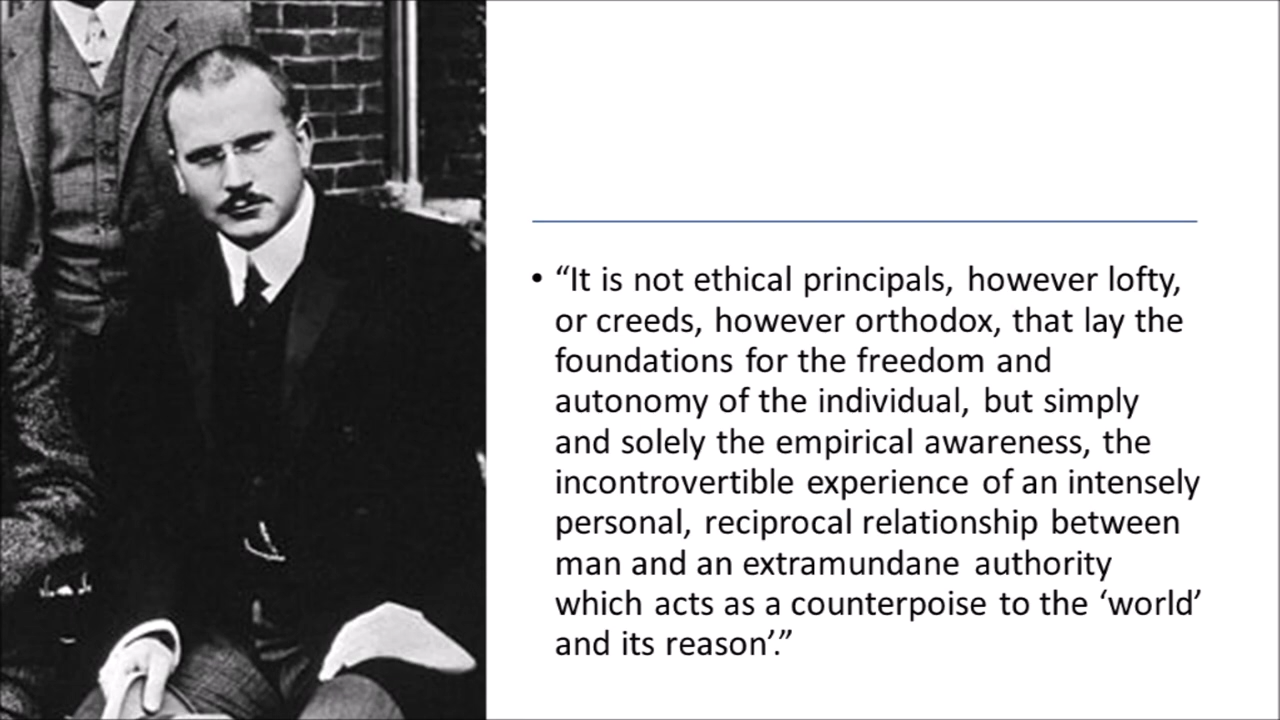 • “It is not ethical principals, however lofty,
or creeds, however orthodox, that lay the
foundations for the freedom and
autonomy of the individual, but simply
and solely the empirical awareness, the
incontrovertible experience of an intensely
personal, reciprocal relationship between
man and an extramundane authority
which acts as a counterpoise to the ‘world’
and its reason’.”